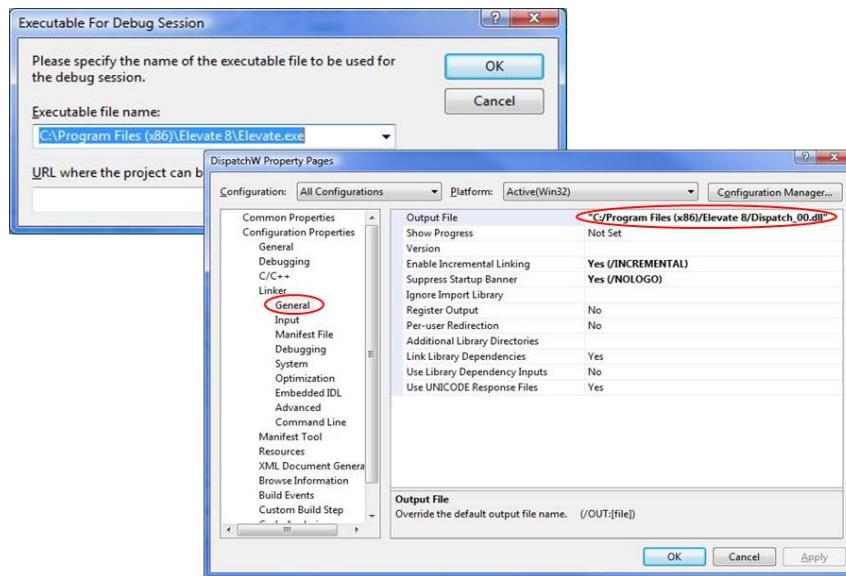 Executable For Debug Session
Please specify the name of the executable file to be used for
the debug session.
OK
Cancel
Executable file name:
C:\Program Files (x86)\Elevate 8\Elevate.exe
URL where the project can b
DispatchW Property Pages
Configuration: All Configurations Platform: Active(Win32) Configuration Manager...
Common Properties
Configuration Properties
General
Debugging
C/C++
Linker
General
Input
Manifest File
Debugging
System
Optimization
Embedded IDL
Advanced
Command Line
Manifest Tool
Resources
XML Document Genera
Browse Information
Build Events
Custom Build Step
Output File "C:/Program Files (x86)/Elevate 8/Dispatch_00.dll"
Show Progress Not Set
Version
Enable Incremental Linking Yes (/INCREMENTAL)
Suppress Startup Banner Yes (/NOLOGO)
Ignore Import Library
Register Output No
Per-user Redirection No
Additional Library Directories
Link Library Dependencies Yes
Use Library Dependency Inputs No
Use UNICODE Response Files Yes
Output File
Override the default output file name. (/OUT:[file])
OK Cancel Apply